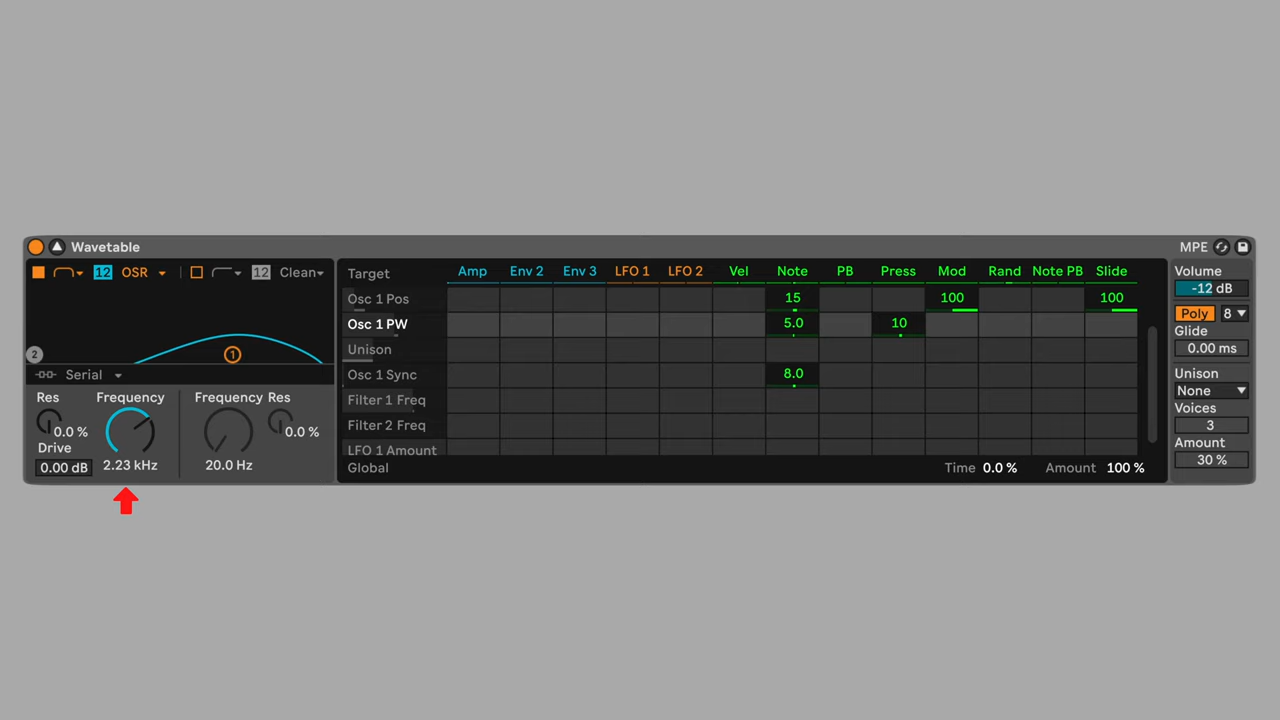 Wavetable MPE
12 OSR 12 Clean
2 1
Serial
Res Frequency Frequency Res
0.0 % 0.0 %
Drive
0.00 dB 2.23 kHz 20.0 Hz
Target Amp Env 2 Env 3 LFO 1 LFO 2 Vel Note PB Press Mod Rand Note PB Slide
Osc 1 Pos 15 100 100
Osc 1 PW 5.0 10
Unison
Osc 1 Sync 8.0
Filter 1 Freq
Filter 2 Freq
LFO 1 Amount
Global Time 0.0 % Amount 100 %
Volume
-12 dB
Poly 8
Glide
0.00 ms
Unison
None
Voices
3
Amount
30 %